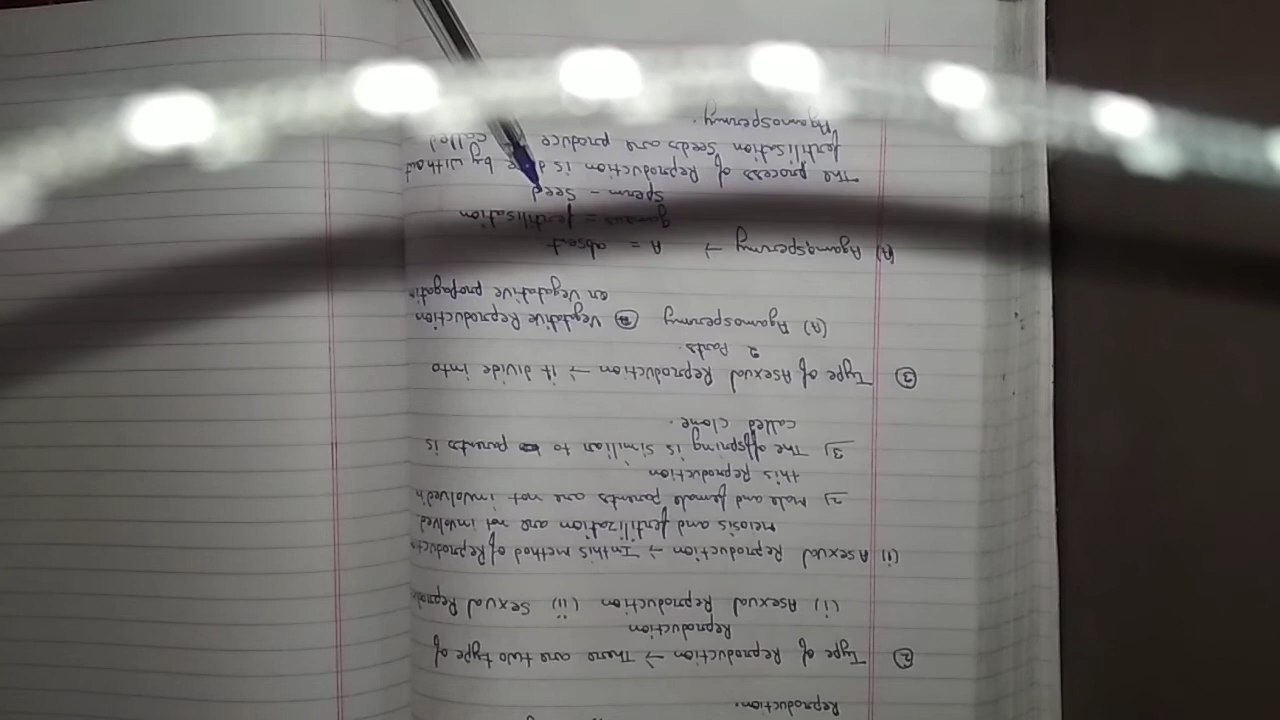 Reproduction.
② Type of Reproduction → There are two type of
Reproduction
(i) Asexual Reproduction (ii) Sexual Reprodu
(i) Asexual Reproduction → In this method of Reproducti
meiosis and fertilization are not involved
2) Male and female parents are not involved in
this Reproduction
3) The offspring is similar to parents is
called clone.
③ Type of Asexual Reproduction → it divide into
2 Parts.
(A) Agamospermy Vegatative Reproduction
or vegatative propagatio
(A) Agamospermy → A = absent
gamous = fertilisation
Sperm - Seed
The process of Reproduction is by without
fertilisation seeds are produce called
Agamospermy.